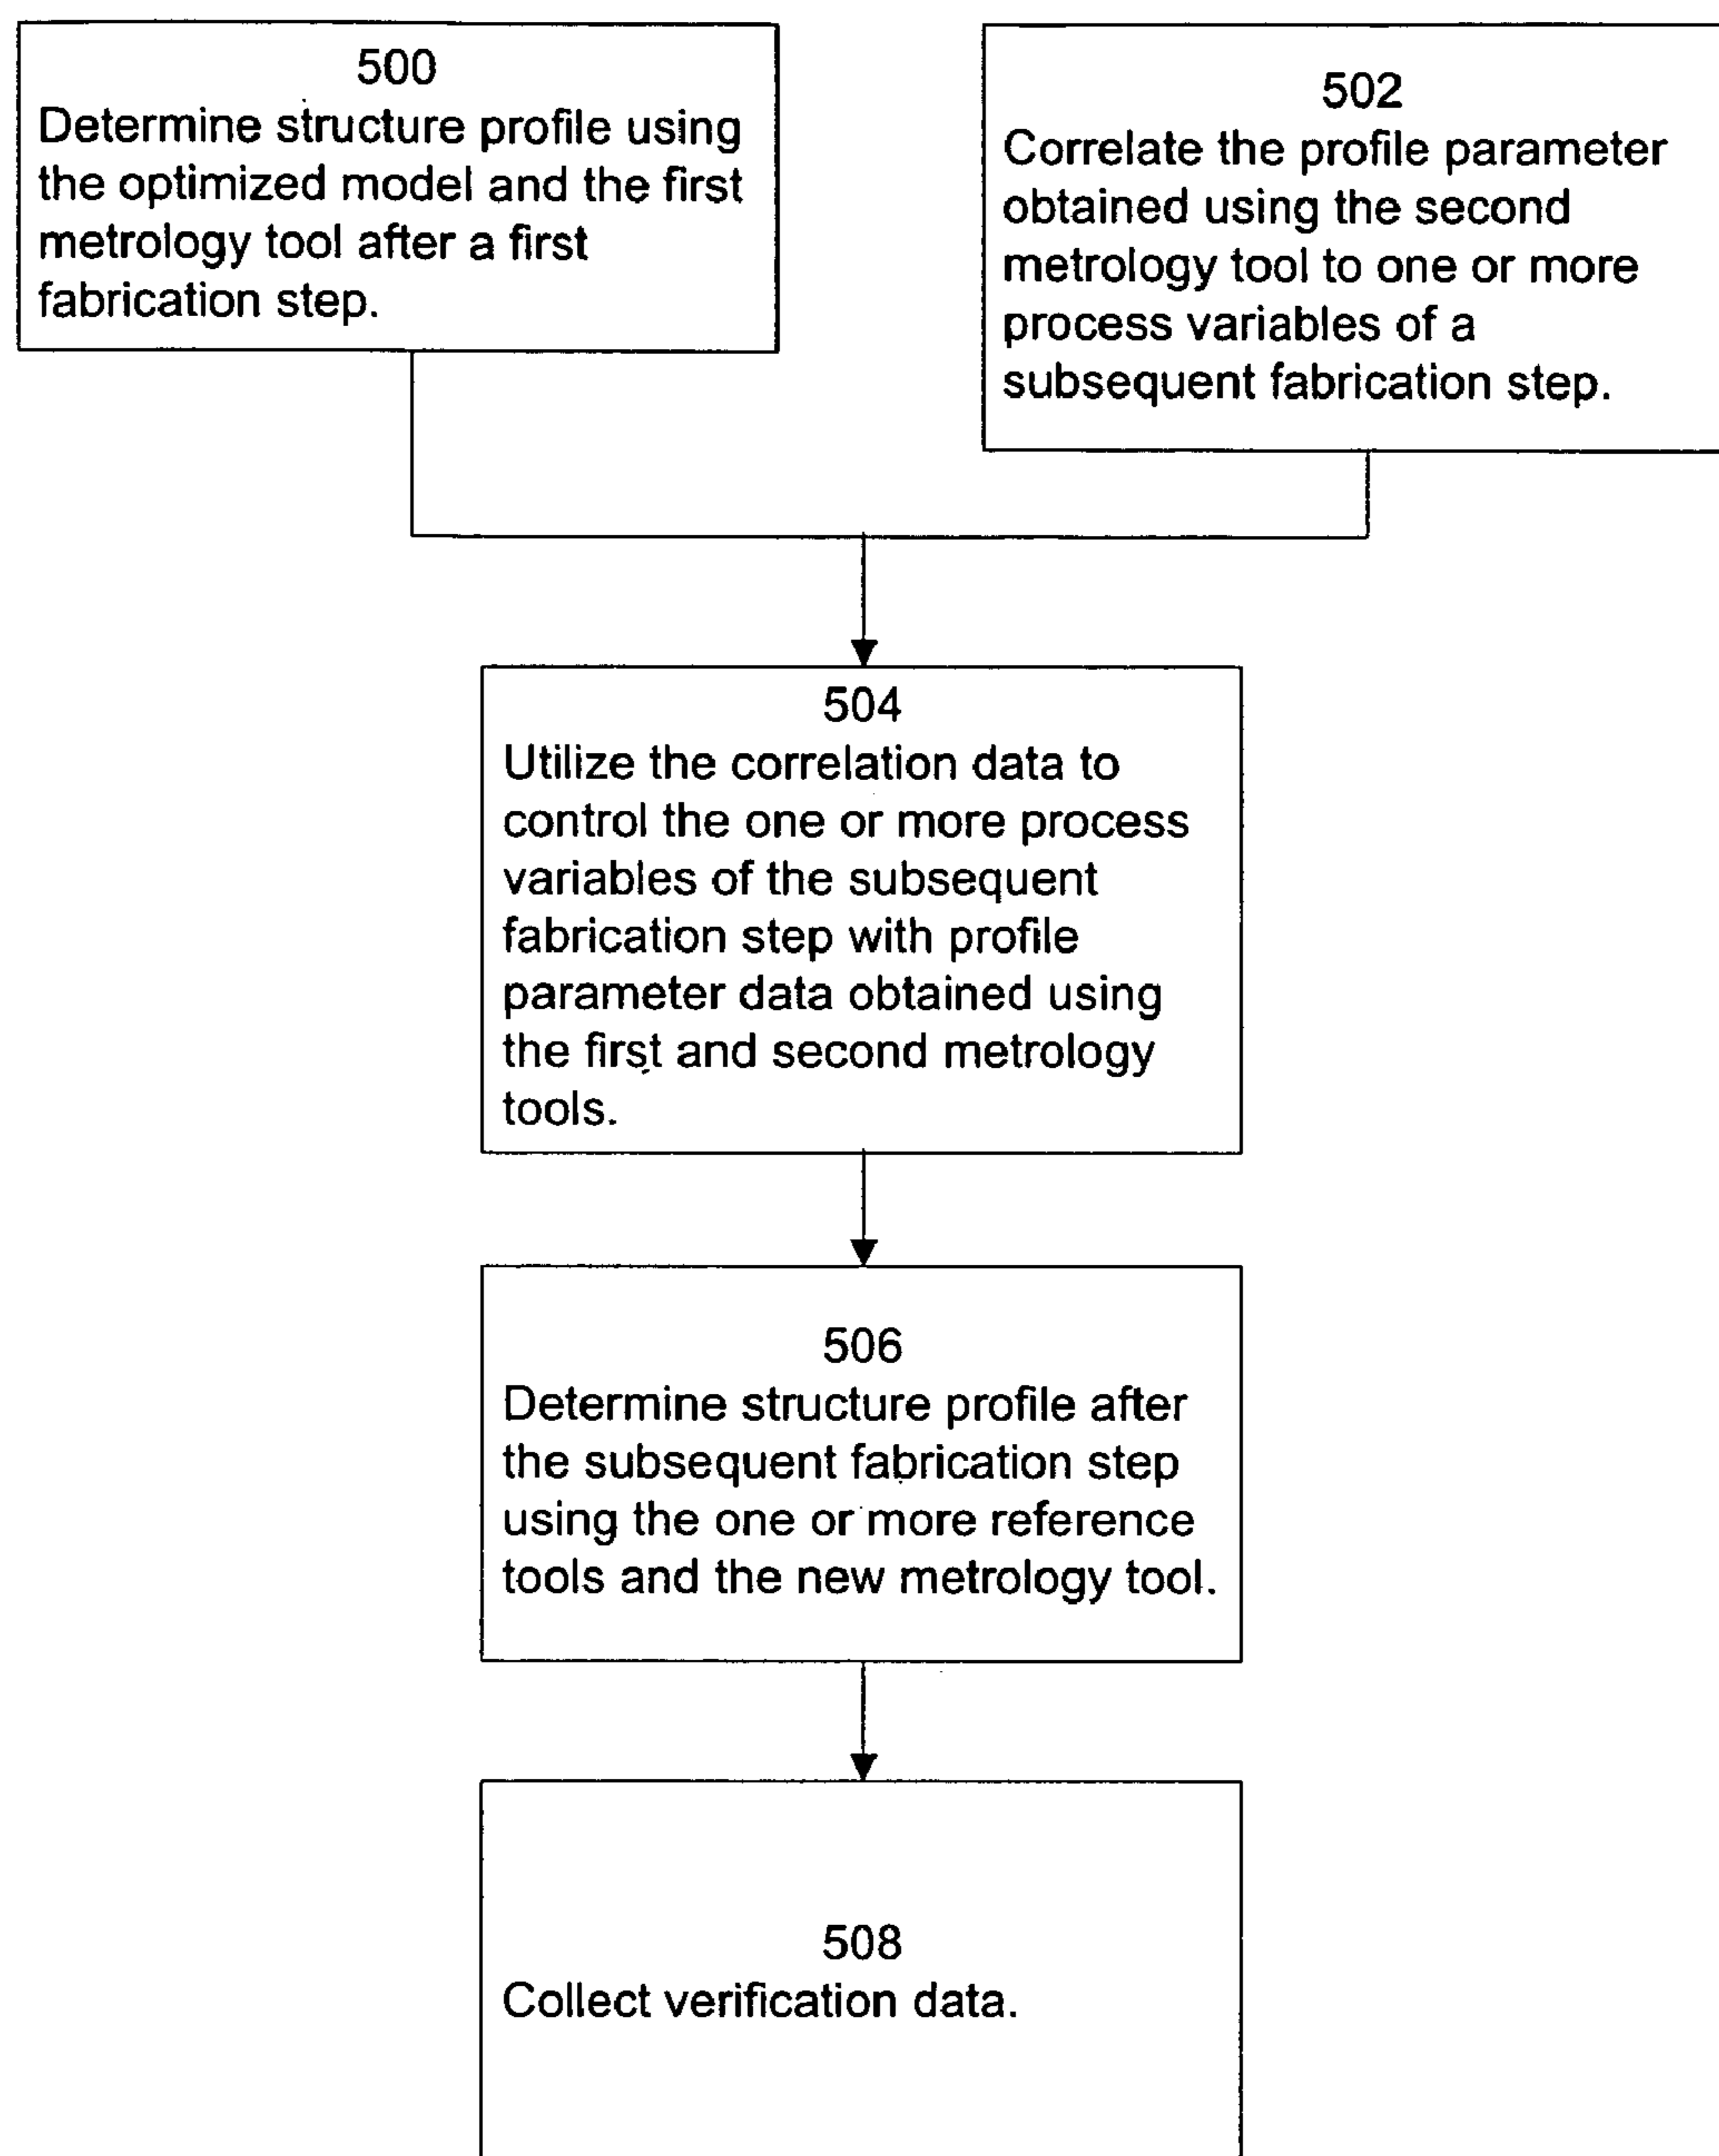 500
Determine structure profile using
the optimized model and the first
metrology tool after a first
fabrication step.
502
Correlate the profile parameter
obtained using the second
metrology tool to one or more
process variables of a
subsequent fabrication step.
504
Utilize the correlation data to
control the one or more process
variables of the subsequent
fabrication step with profile
parameter data obtained using
the first and second metrology
tools.
506
Determine structure profile after
the subsequent fabrication step
using the one or more reference
tools and the new metrology tool.
508
Collect verification data.